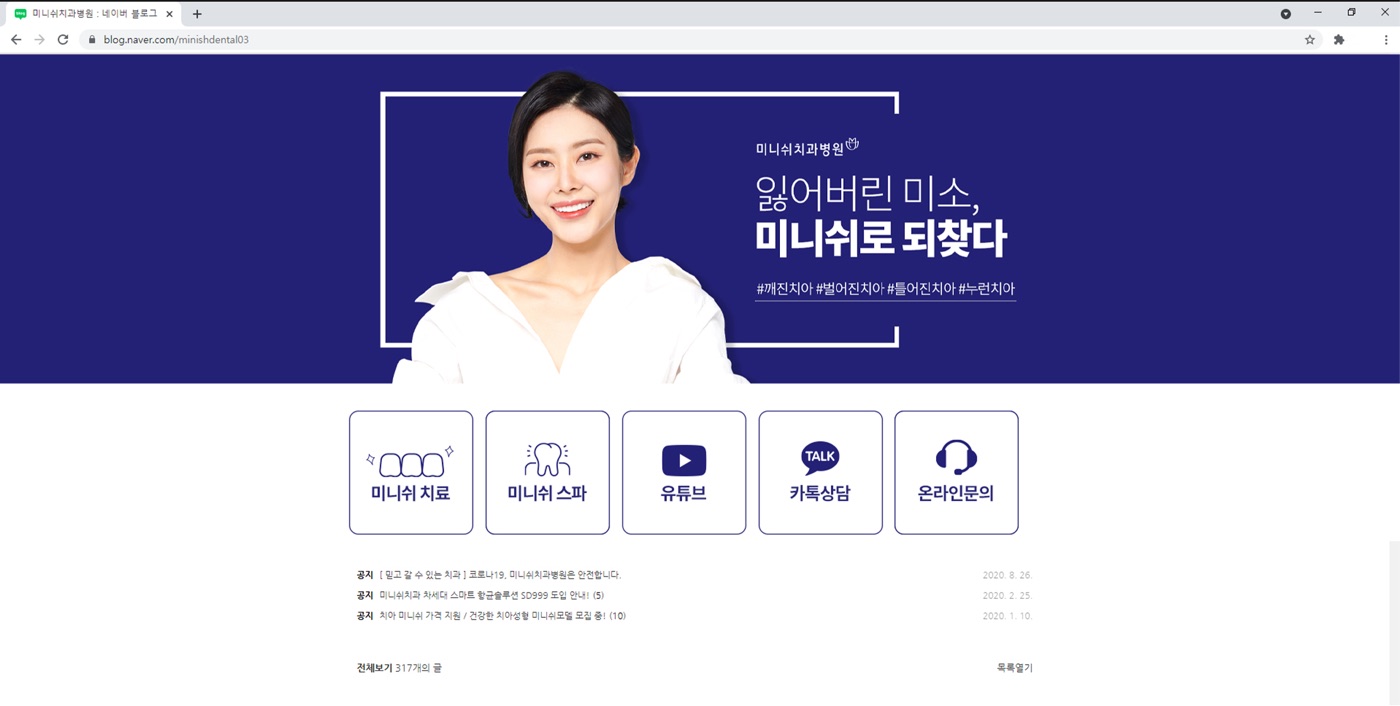 미니쉬치과병원 : 네이버 블로그
blog.naver.com/minishdental03
미니쉬치과병원
잃어버린 미소,
미니쉬로 되찾다
#깨진치아 #벌어진치아 #틀어진치아 #누런치아
미니쉬 치료
미니쉬 스파
유튜브
TALK
카톡상담
온라인문의
공지 [ 믿고 갈 수 있는 치과 ] 코로나19, 미니쉬치과병원은 안전합니다. 2020. 8. 26.
공지 미니쉬치과 차세대 스마트 항균솔루션 SD999 도입 안내! (5) 2020. 2. 25.
공지 치아 미니쉬 가격 지원 / 건강한 치아성형 미니쉬모델 모집 중! (10) 2020. 1. 10.
전체보기 317개의 글 목록열기